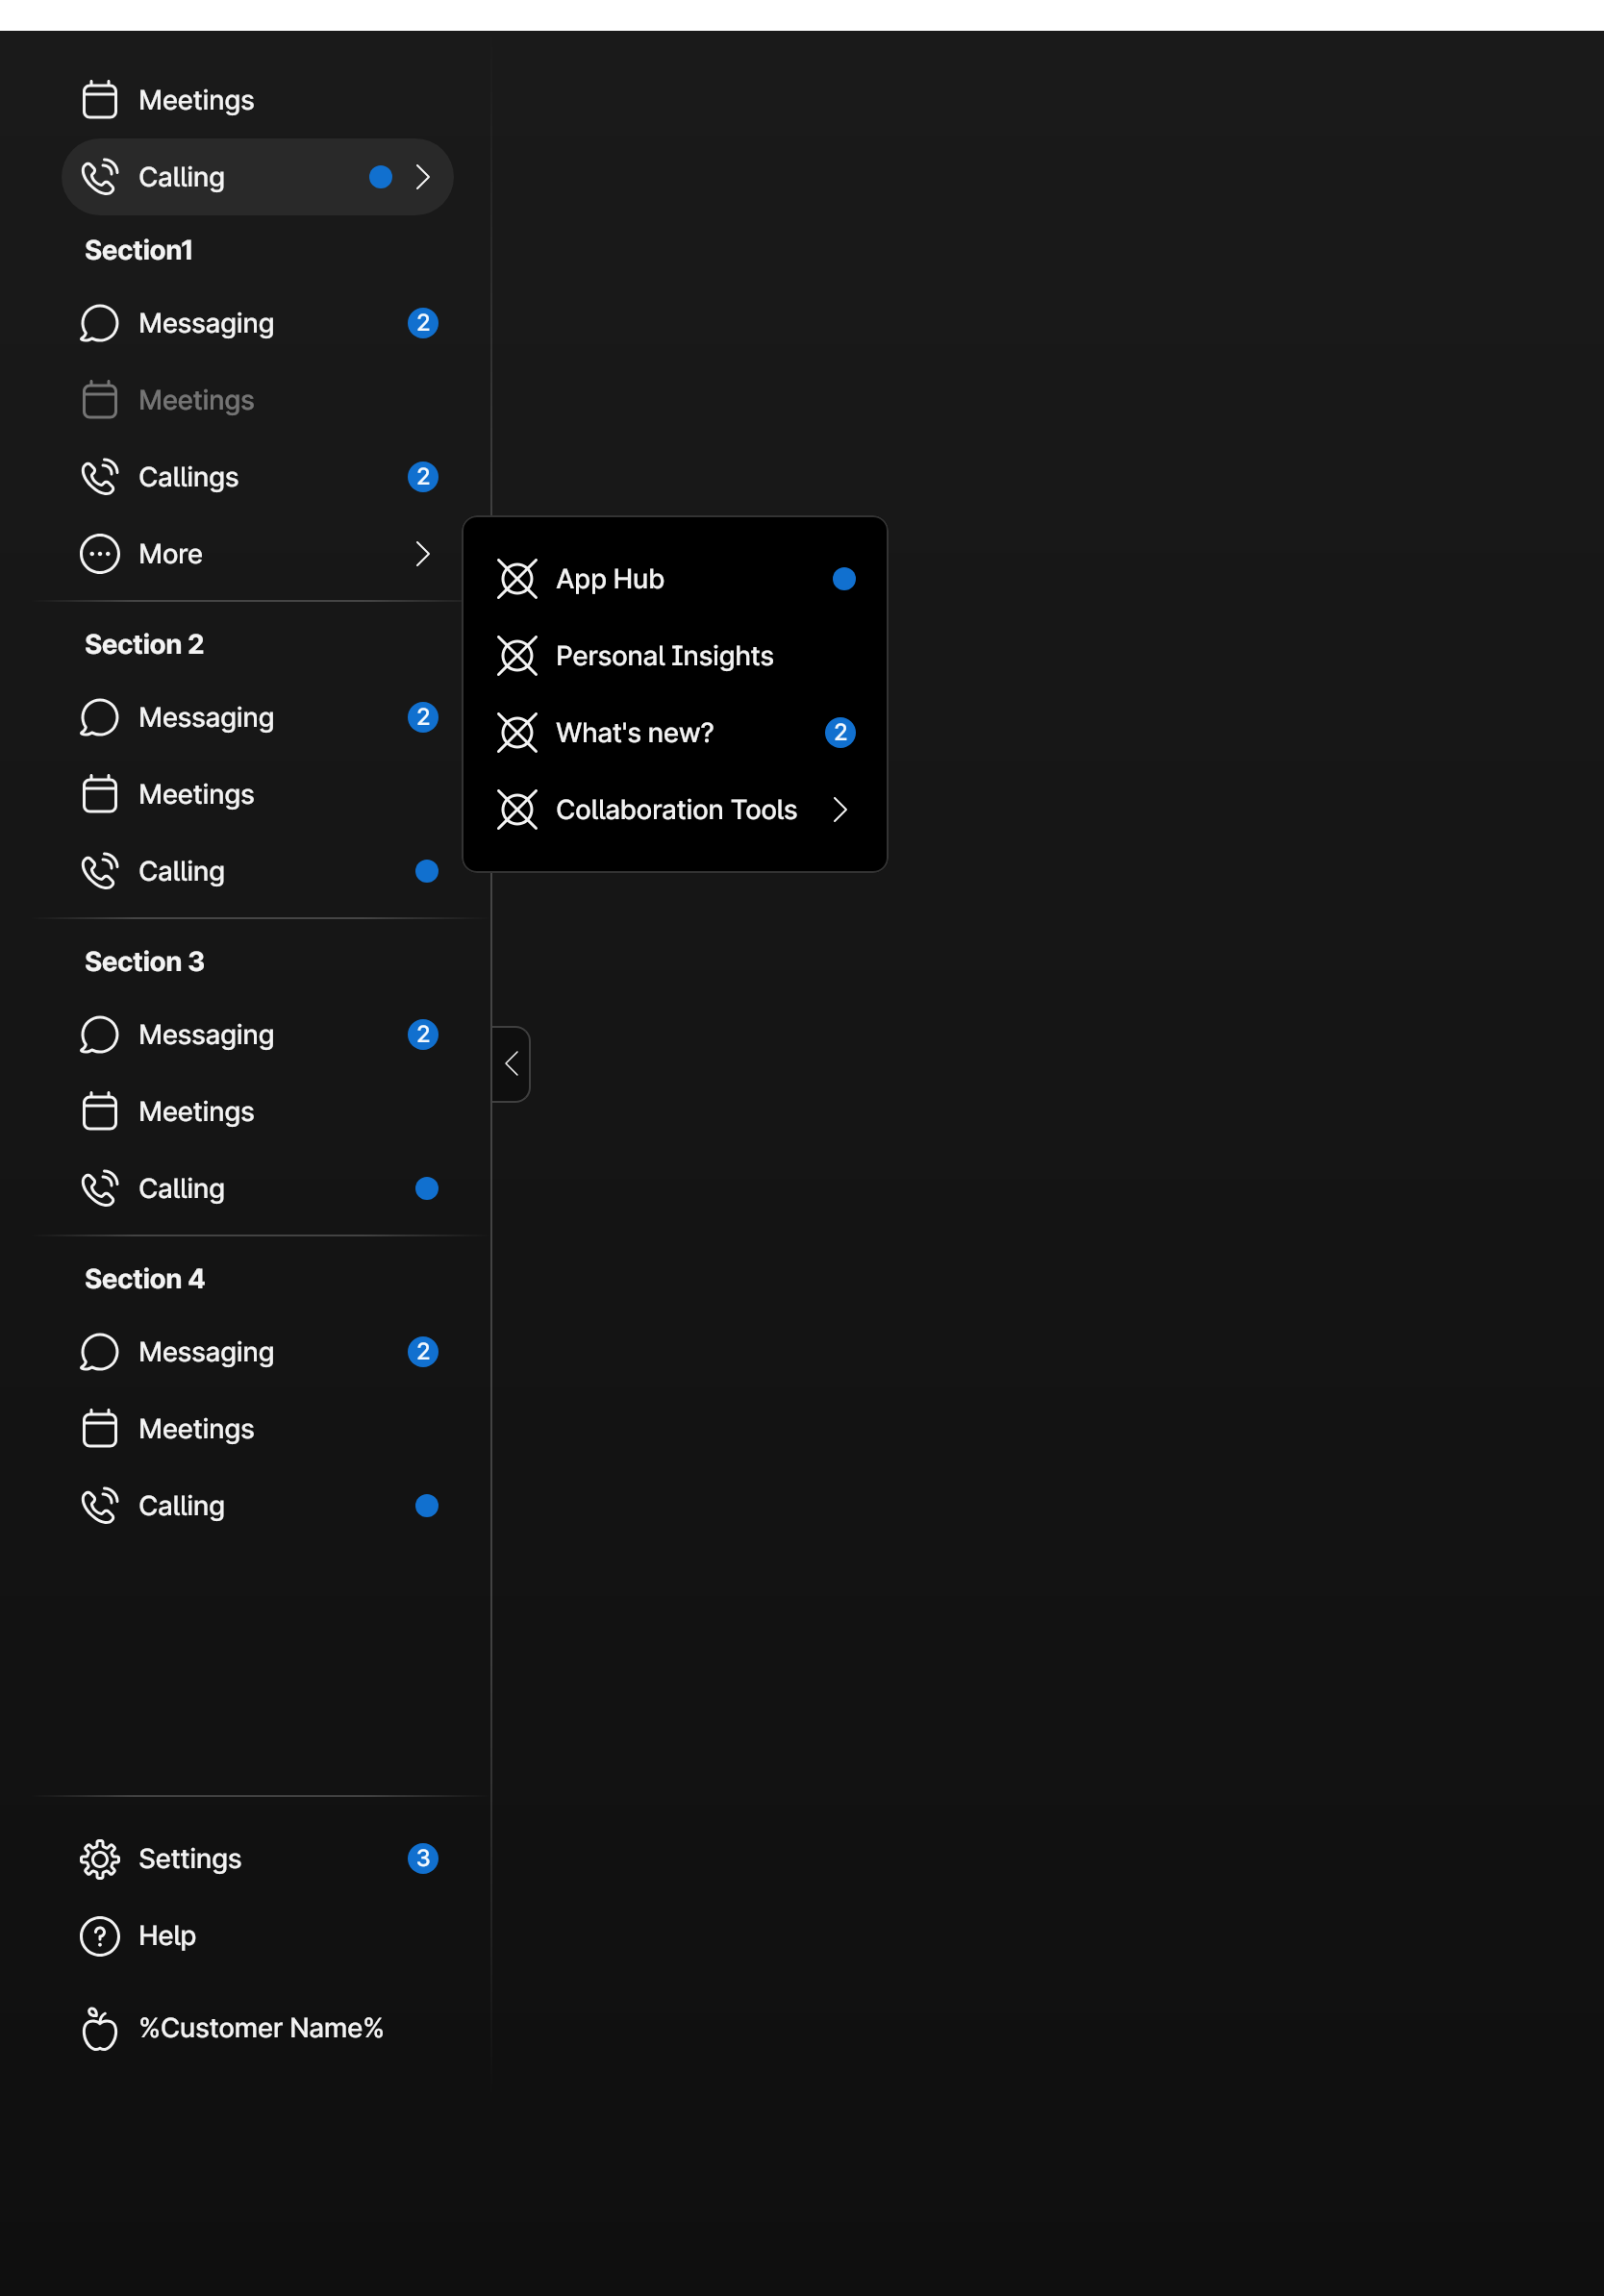 Meetings
Calling
Section1
Messaging 2
Meetings
Callings 2
More
App Hub
Personal Insights
What's new? 2
Collaboration Tools
Section 2
Messaging 2
Meetings
Calling
Section 3
Messaging 2
Meetings
Calling
Section 4
Messaging 2
Meetings
Calling
Settings 3
Help
%Customer Name%